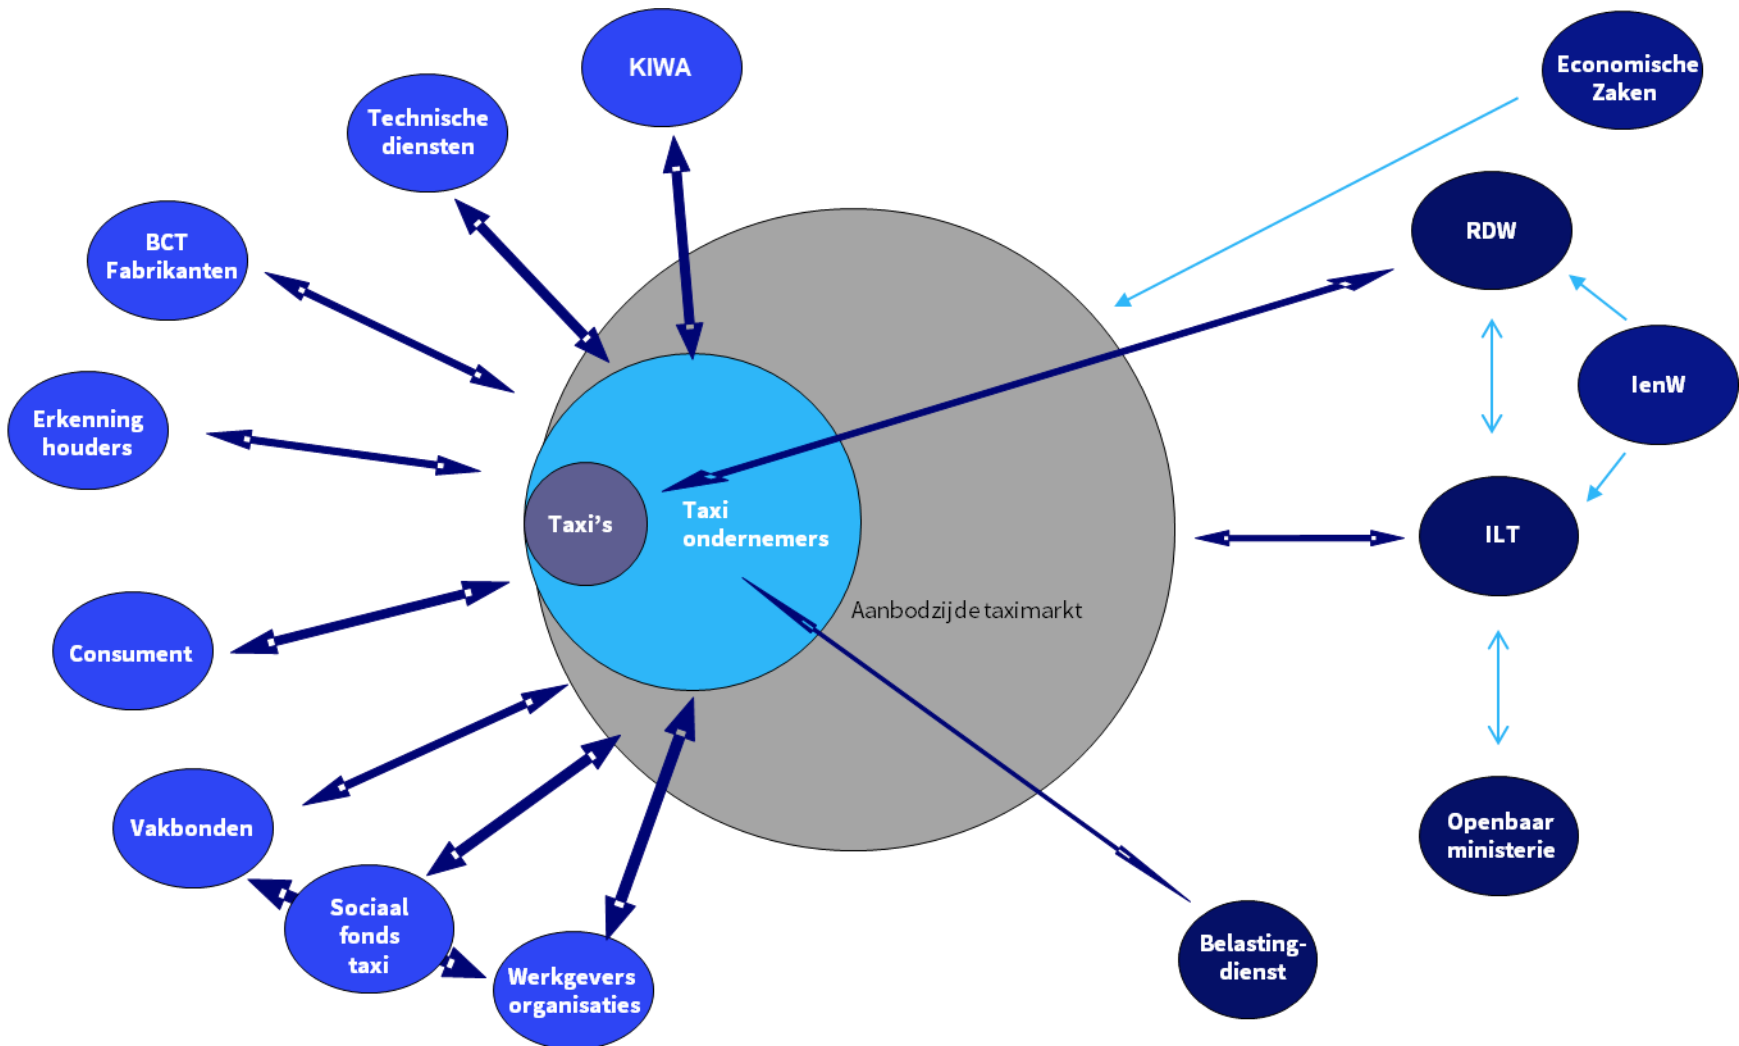 KIWA
Technische
diensten
BCT
Fabrikanten
Erkenning
houders
Consument
Vakbonden
Sociaal
fonds
taxi
Werkgevers
organisaties
Taxi's
Taxi
ondernemers
Aanbodzijde taximarkt
Economische
Zaken
RDW
IenW
ILT
Openbaar
ministerie
Belasting-
dienst